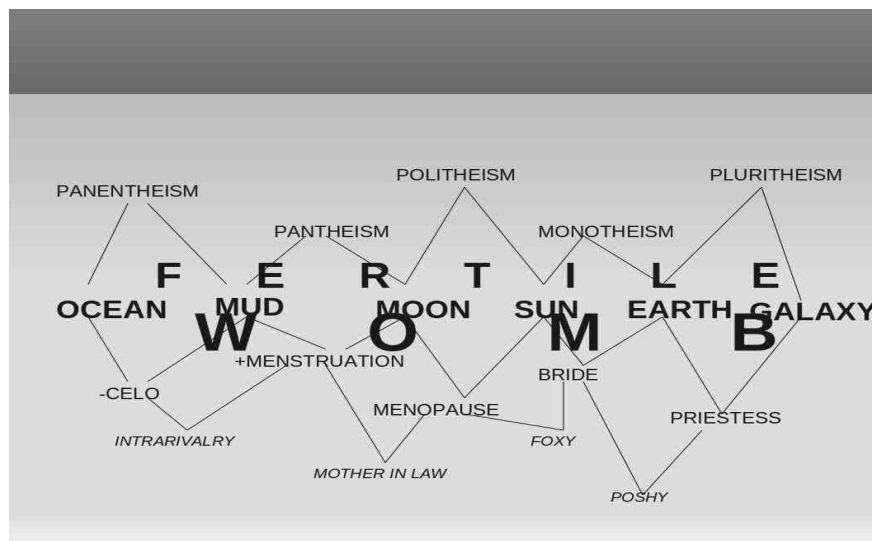 POLITHEISM PLURITHEISM
PANENTHEISM
PANTHEISM MONOTHEISM
F E R T I L E
OCEAN MUD MOON SUN EARTH GALAXY
W O M B
+MENSTRUATION
BRIDE
-CELO
MENOPAUSE
PRIESTESS
INTRARIVALRY FOXY
MOTHER IN LAW
POSHY